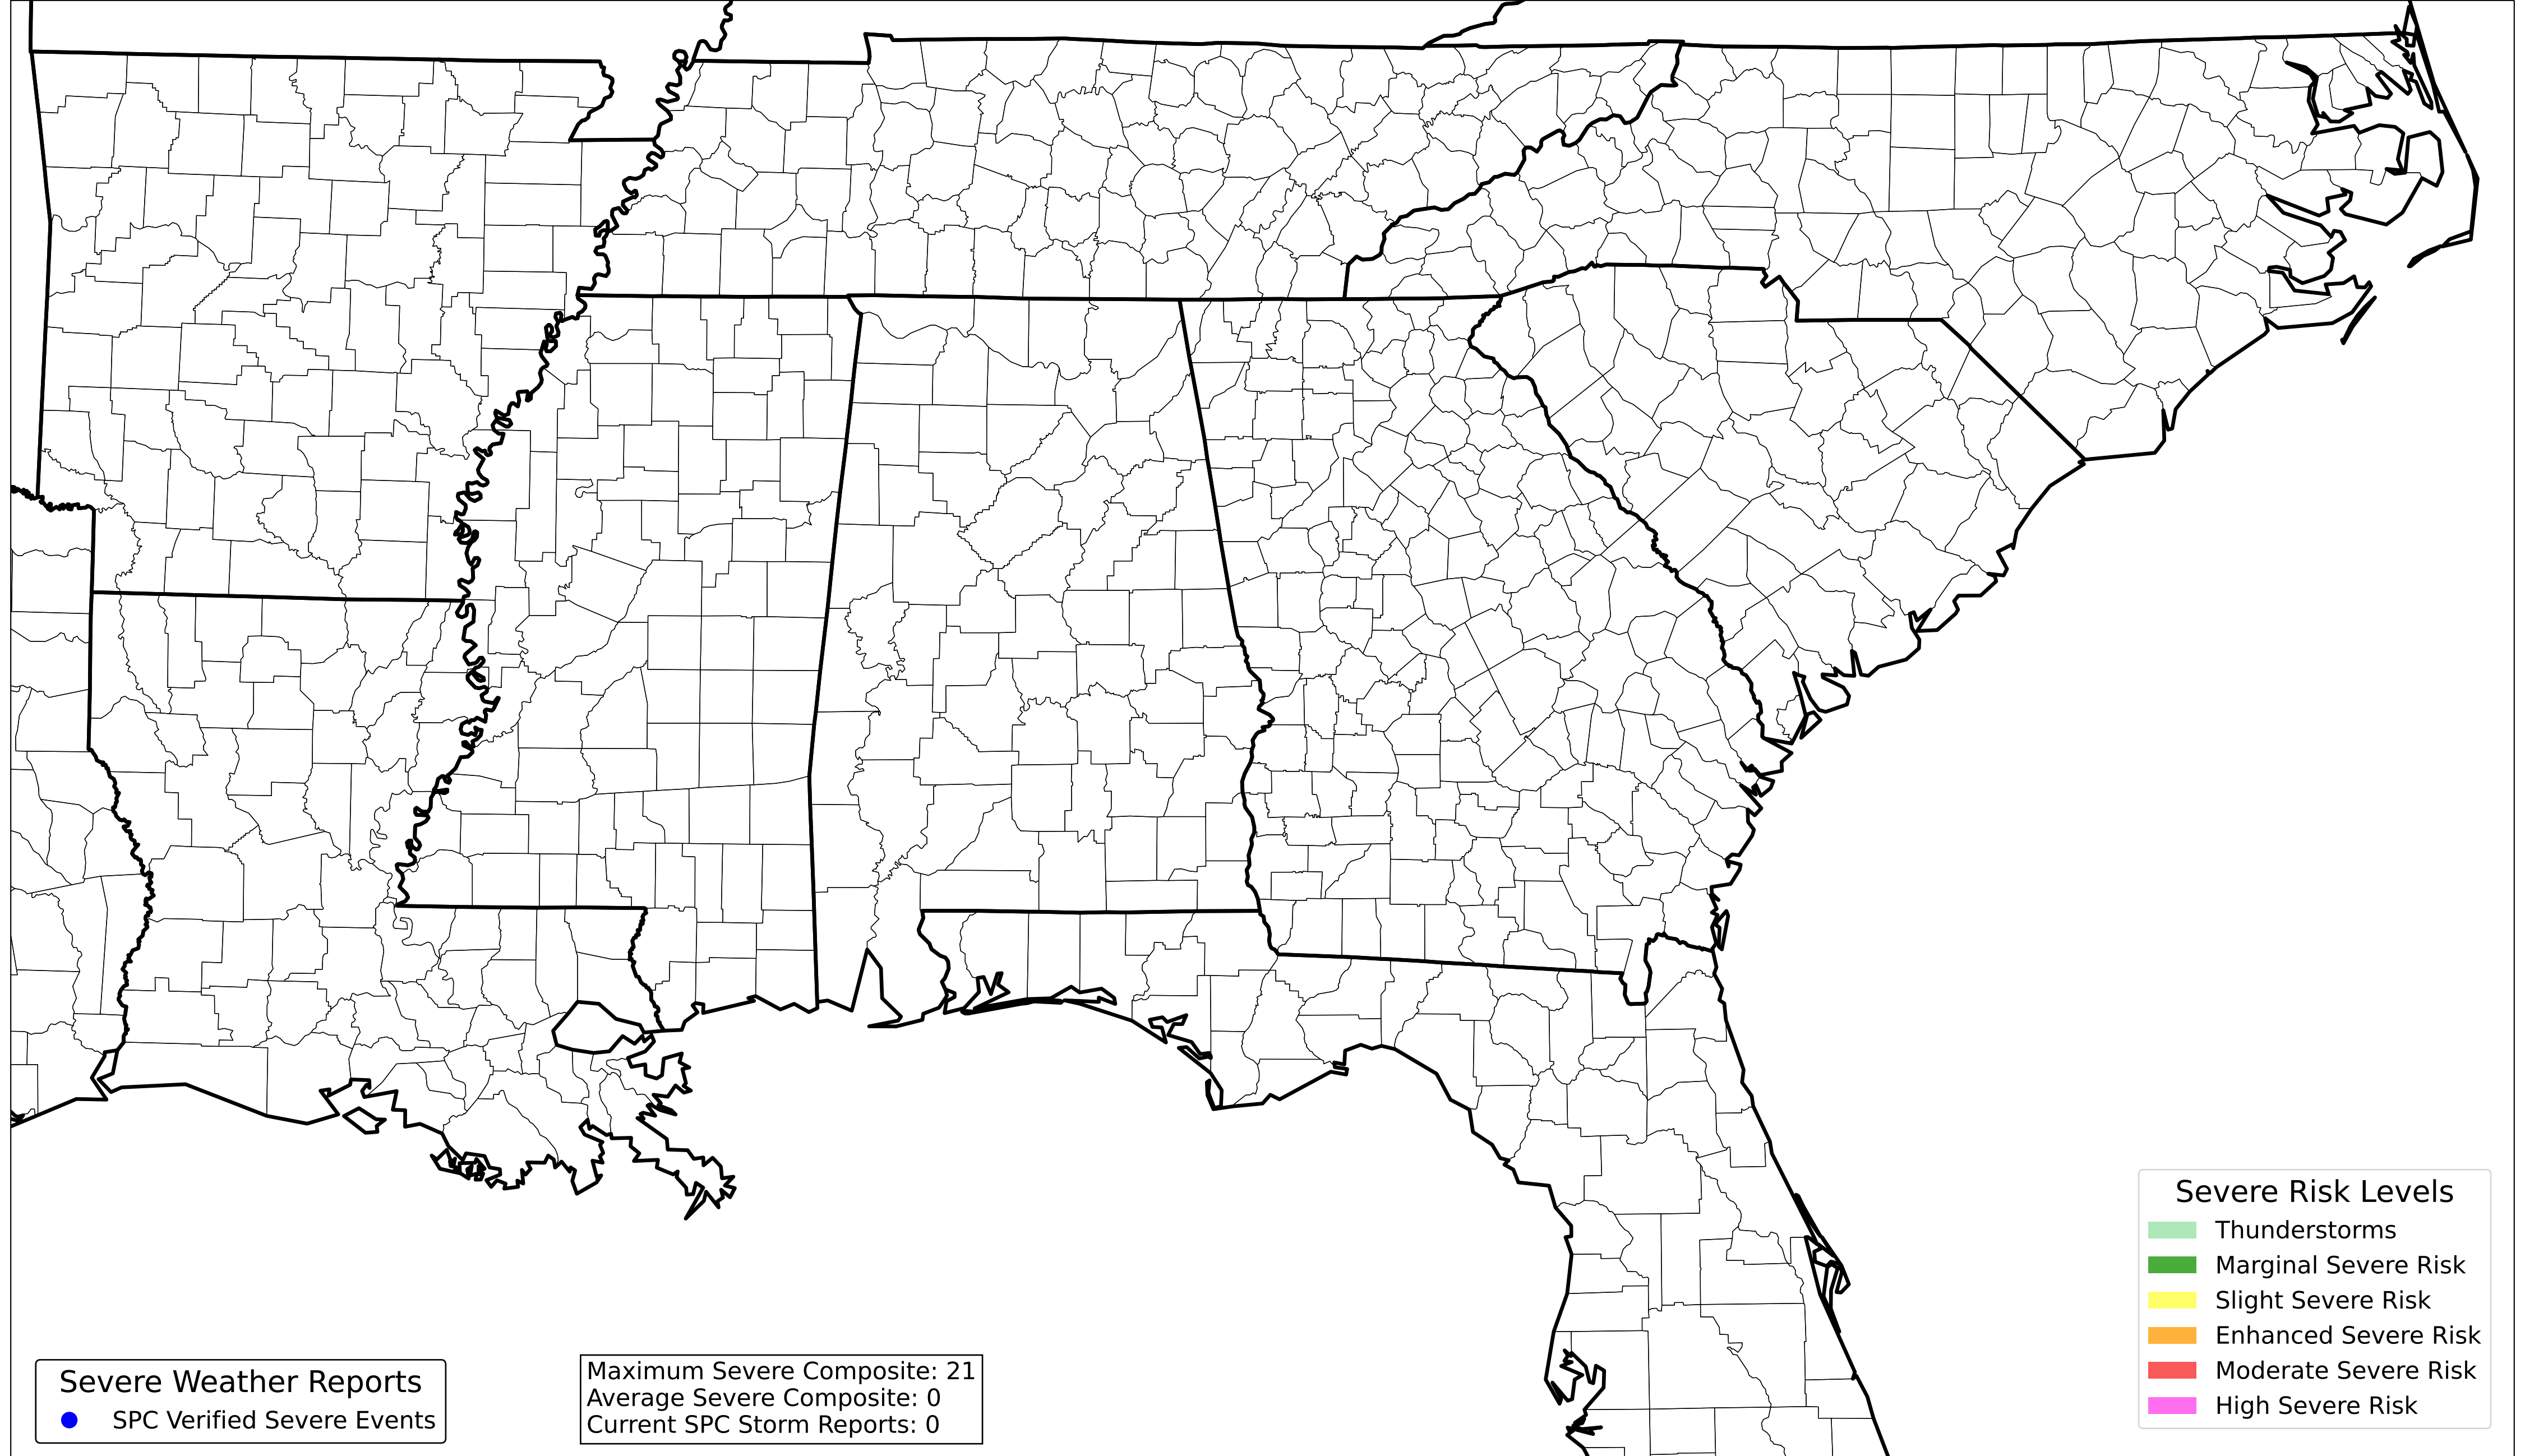 Severe Weather Reports
SPC Verified Severe Events
Maximum Severe Composite: 21
Average Severe Composite: 0
Current SPC Storm Reports: 0
Severe Risk Levels
Thunderstorms
Marginal Severe Risk
Slight Severe Risk
Enhanced Severe Risk
Moderate Severe Risk
High Severe Risk